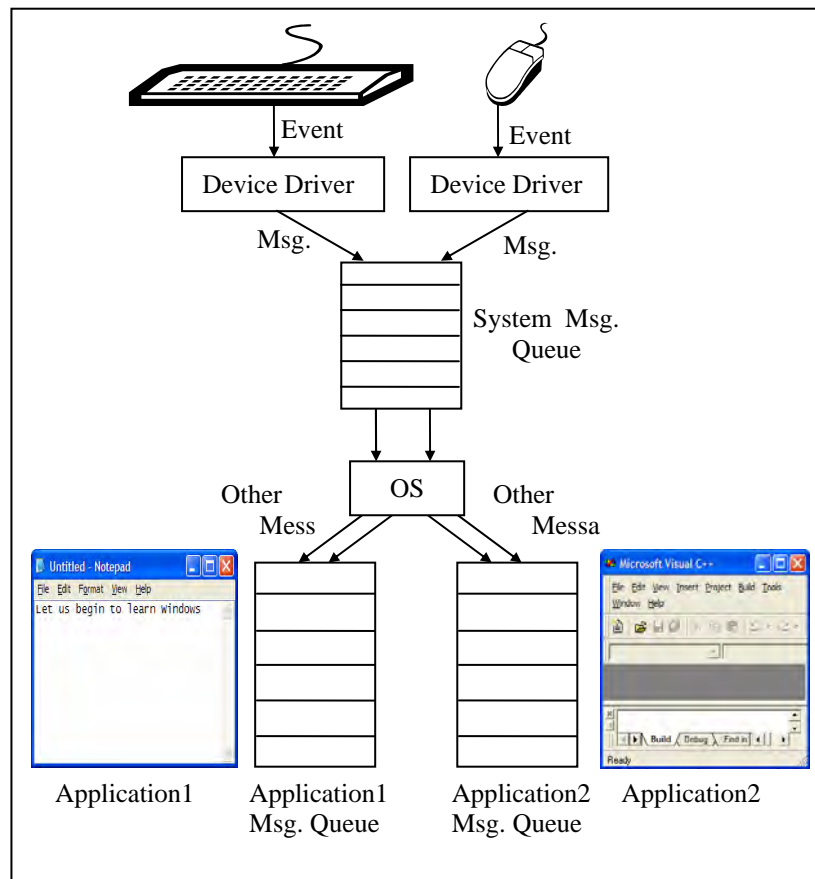 Event
Event
Device Driver
Device Driver
Msg.
Msg.
System Msg.
Queue
OS
Other
Mess
Other
Messa
Untitled - Notepad
File Edit Format View Help
Let us begin to learn Windows
Microsoft Visual C++
File Edit View Insert Project Build Tools
Window Help
Build Debug Find in
Ready
Application1
Application1
Msg. Queue
Application2
Msg. Queue
Application2